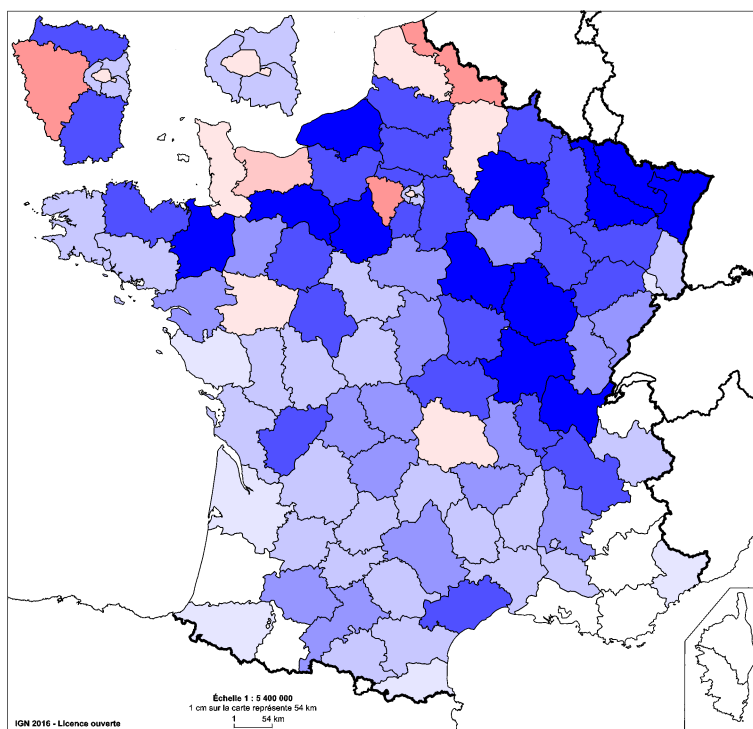 Échelle 1 : 5 400 000
1 cm sur la carte représente 54 km
1 54 km
IGN 2016 - Licence ouverte